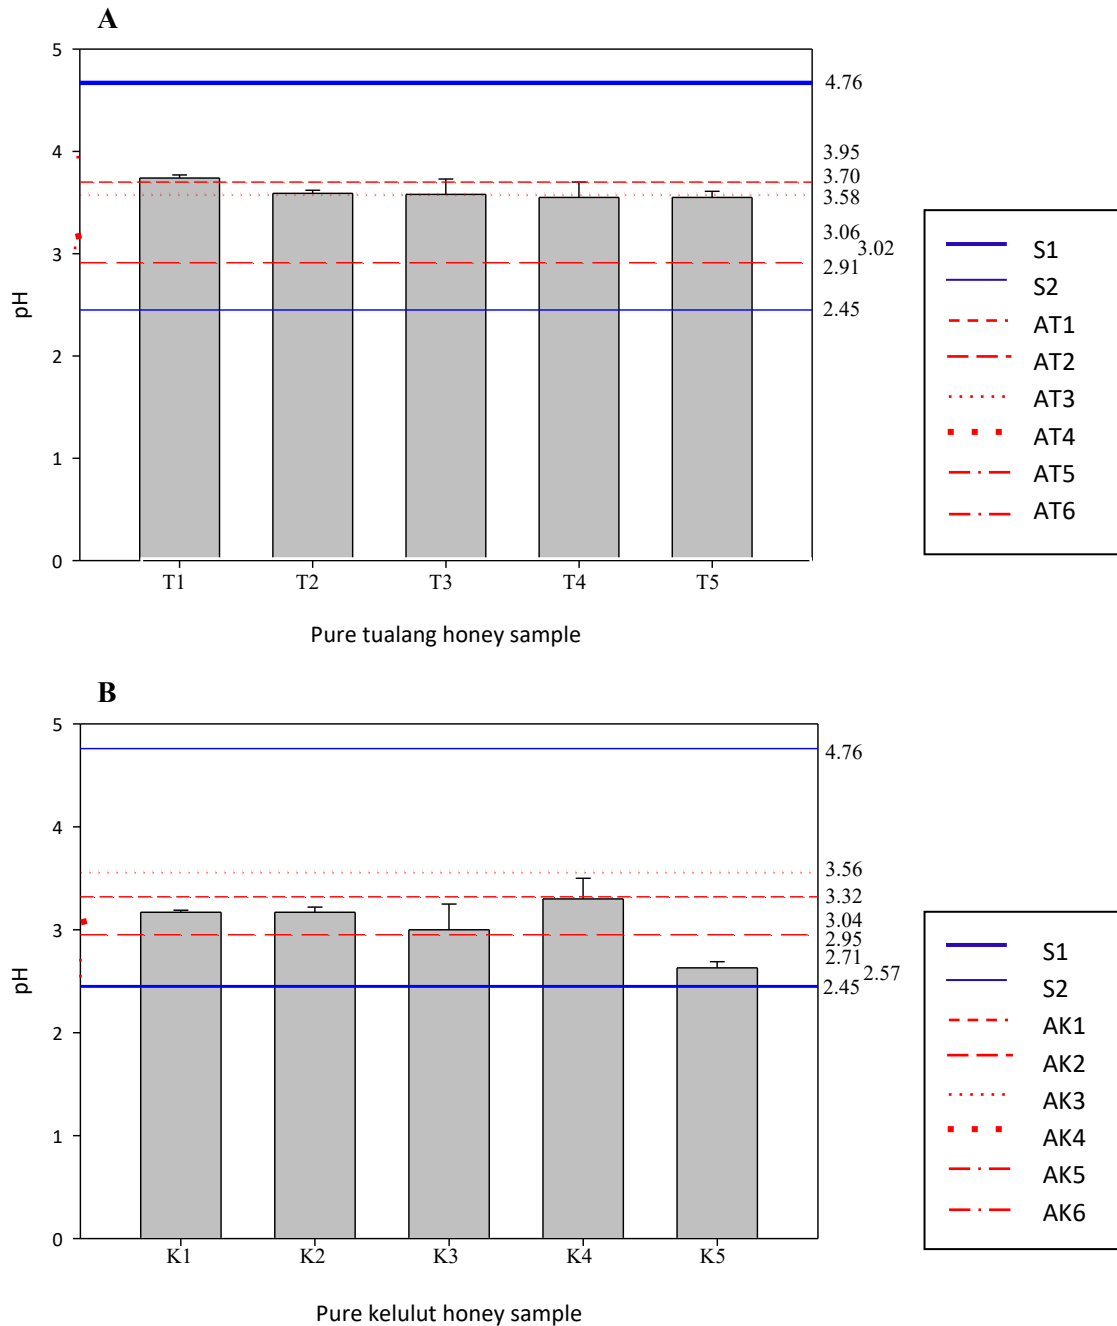 A
5
4
3
2
1
0
pH
4.76
3.95
3.70
3.58
3.06
3.02
2.91
2.45
T1 T2 T3 T4 T5
Pure tualang honey sample
S1
S2
AT1
AT2
AT3
AT4
AT5
AT6
B
5
4
3
2
1
0
pH
4.76
3.56
3.32
3.04
2.95
2.71
2.57
2.45
K1 K2 K3 K4 K5
Pure kelulut honey sample
S1
S2
AK1
AK2
AK3
AK4
AK5
AK6